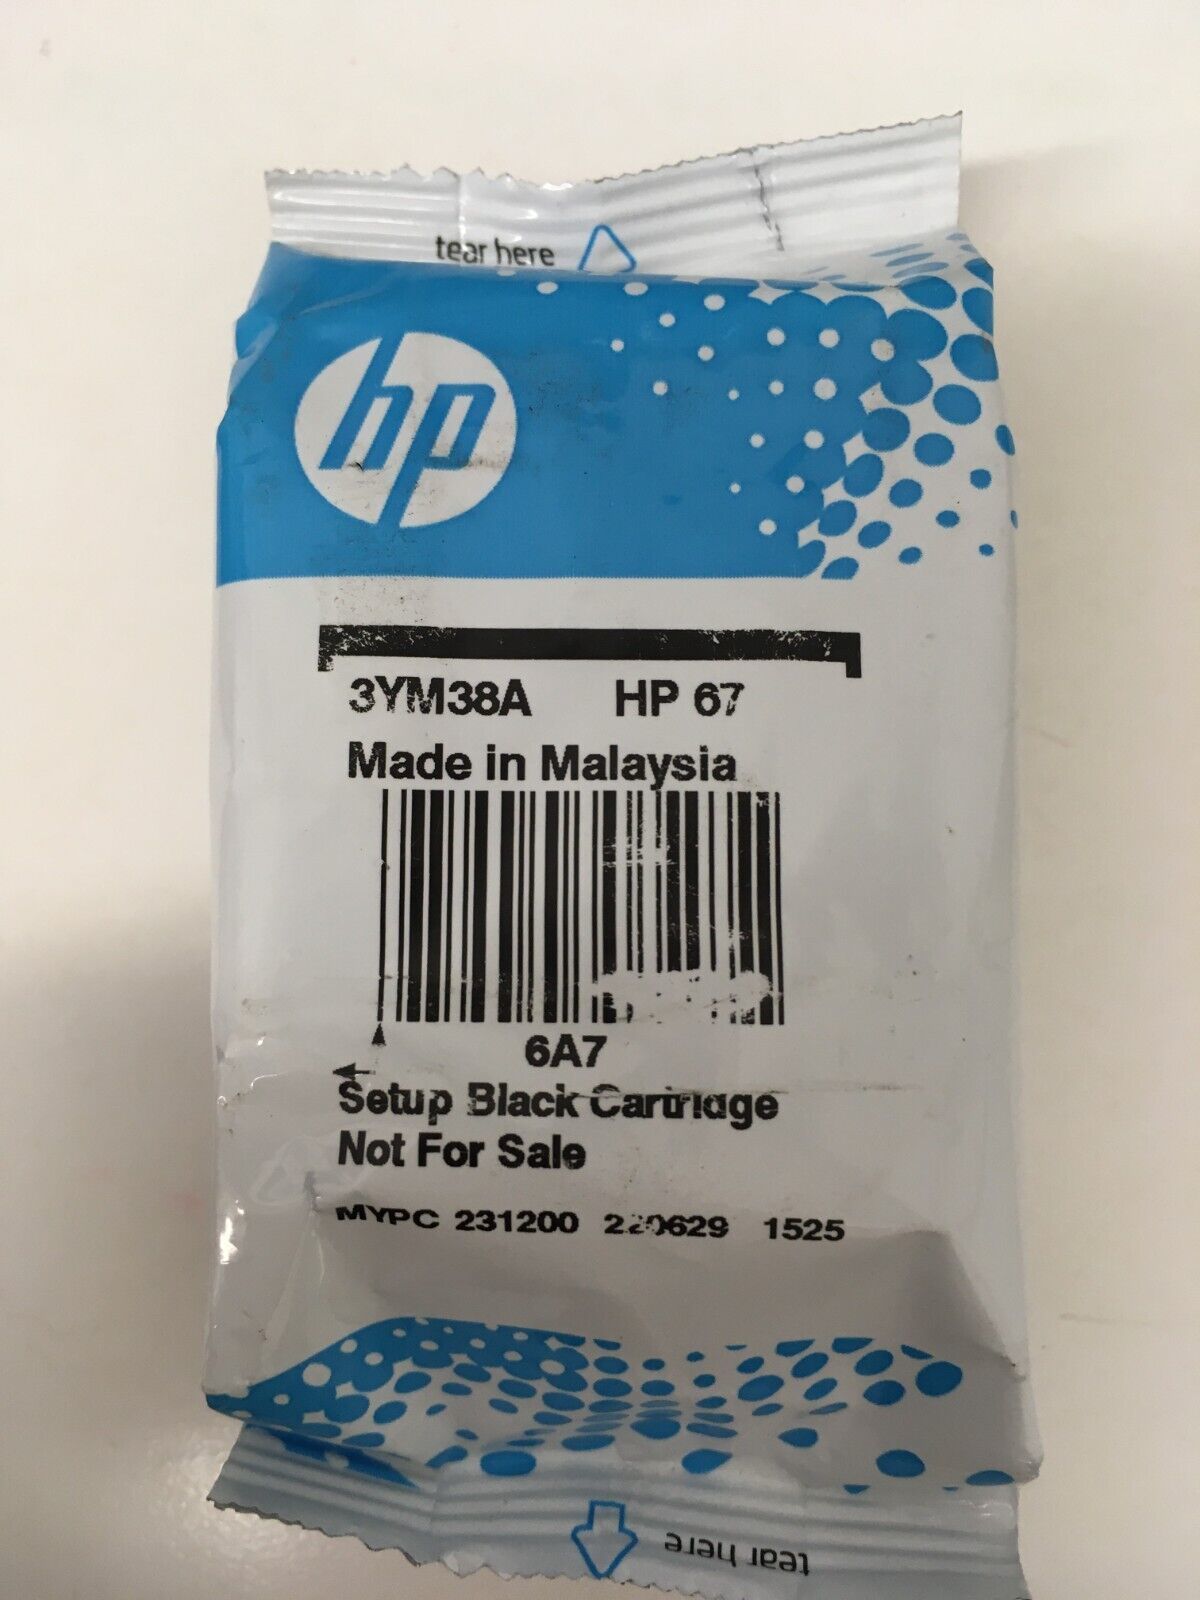 tear here
hp
3YM38A HP 67
Made in Malaysia
6A7
Setup Black Cartridge
Not For Sale
MYPC 231200 220629 1525
tear here